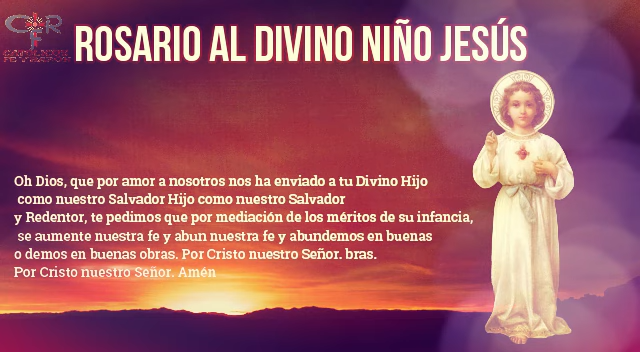 ROSARIO AL DIVINO NIÑO JESÚS
Oh Dios, que por amor a nosotros nos ha enviado a tu Divino Hijo
como nuestro Salvador Hijo como nuestro Salvador
y Redentor, te pedimos que por mediación de los méritos de su infancia,
se aumente nuestra fe y abun nuestra fe y abundemos en buenas
o demos en buenas obras. Por Cristo nuestro Señor. bras.
Por Cristo nuestro Señor. Amén